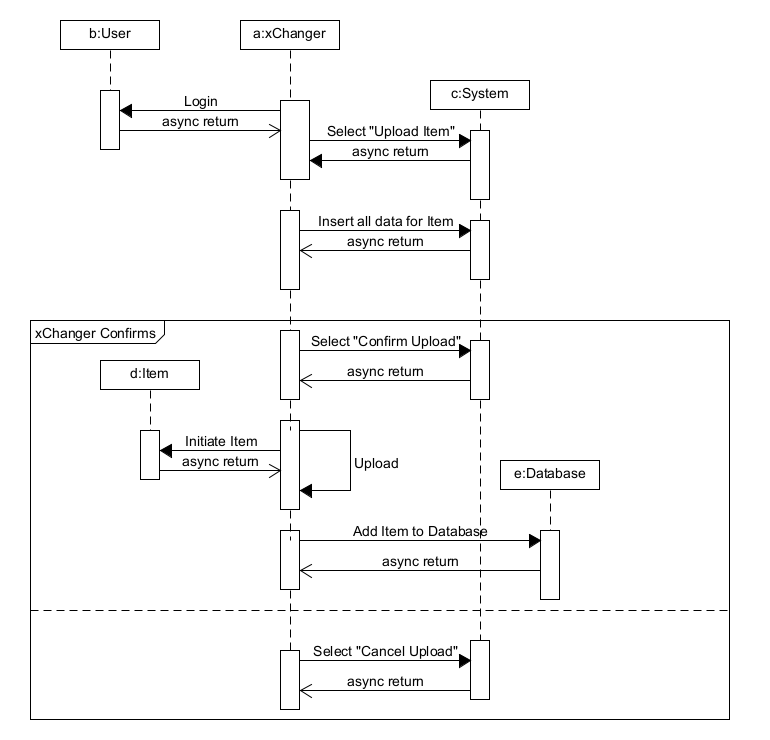 b:User
a:xChanger
c:System
Login
async return
Select "Upload Item"
async return
Insert all data for Item
async return
xChanger Confirms
Select "Confirm Upload"
async return
d:Item
Initiate Item
async return
Upload
e:Database
Add Item to Database
async return
Select "Cancel Upload"
async return